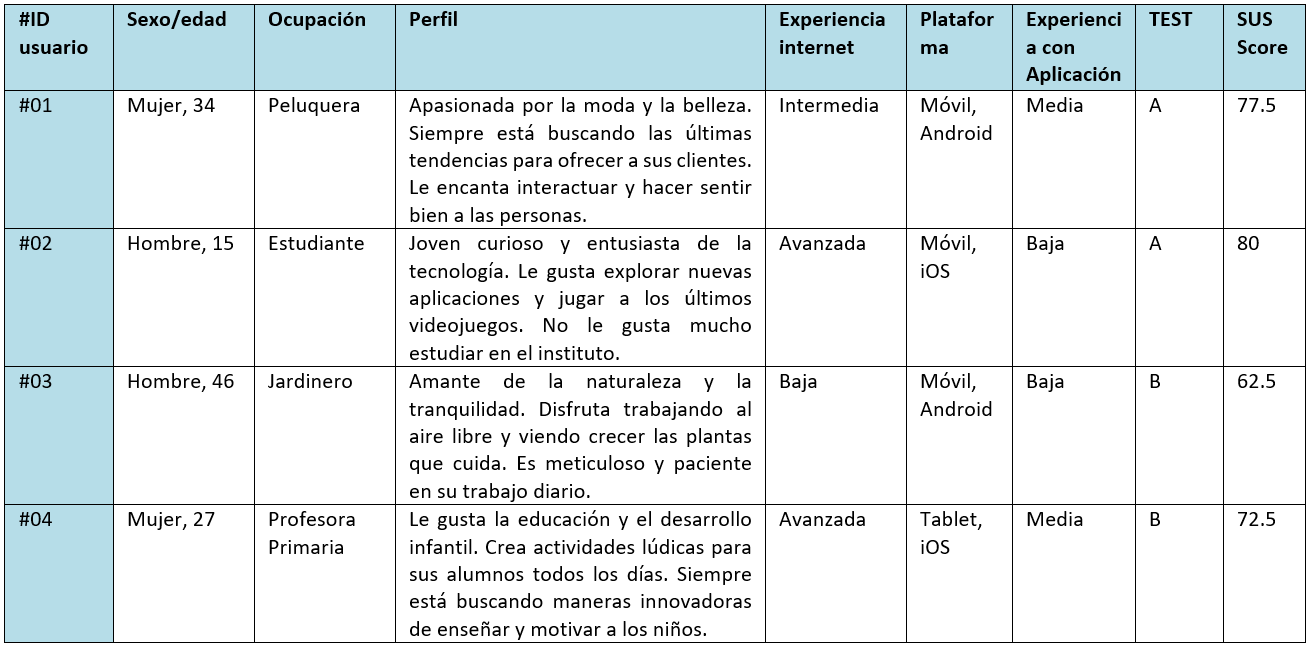 #ID usuario Sexo/edad Ocupación Perfil Experiencia internet Plataforma Experiencia con Aplicación TEST SUS Score
#01 Mujer, 34 Peluquera Apasionada por la moda y la belleza. Intermedia Móvil, Android Media A 77.5
Siempre está buscando las últimas
tendencias para ofrecer a sus clientes.
Le encanta interactuar y hacer sentir
bien a las personas.
#02 Hombre, 15 Estudiante Joven curioso y entusiasta de la Avanzada Móvil, iOS Baja A 80
tecnología. Le gusta explorar nuevas
aplicaciones y jugar a los últimos
videojuegos. No le gusta mucho
estudiar en el instituto.
#03 Hombre, 46 Jardinero Amante de la naturaleza y la Baja Móvil, Android Baja B 62.5
tranquilidad. Disfruta trabajando al
aire libre y viendo crecer las plantas
que cuida. Es meticuloso y paciente
en su trabajo diario.
#04 Mujer, 27 Profesora Primaria Le gusta la educación y el desarrollo Avanzada Tablet, iOS Media B 72.5
infantil. Crea actividades lúdicas para
sus alumnos todos los días. Siempre
está buscando maneras innovadoras
de enseñar y motivar a los niños.